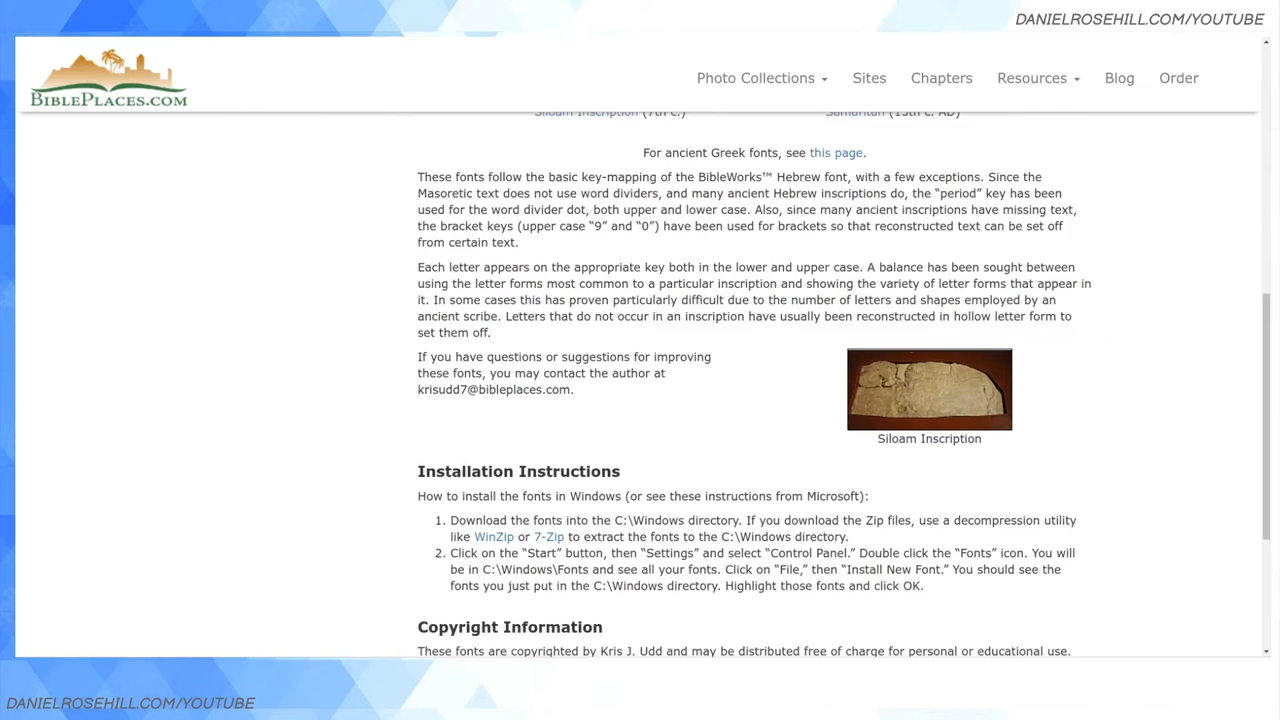 DANIELROSEHILL.COM/YOUTUBE
BIBLEPLACES.COM
Photo Collections Sites Chapters Resources Blog Order
Siloam Inscription (7th c.) Samaritan (13th c. AD)
For ancient Greek fonts, see this page.
These fonts follow the basic key-mapping of the BibleWorks™ Hebrew font, with a few exceptions. Since the
Masoretic text does not use word dividers, and many ancient Hebrew inscriptions do, the “period” key has been
used for the word divider dot, both upper and lower case. Also, since many ancient inscriptions have missing text,
the bracket keys (upper case “9” and “0”) have been used for brackets so that reconstructed text can be set off
from certain text.
Each letter appears on the appropriate key both in the lower and upper case. A balance has been sought between
using the letter forms most common to a particular inscription and showing the variety of letter forms that appear in
it. In some cases this has proven particularly difficult due to the number of letters and shapes employed by an
ancient scribe. Letters that do not occur in an inscription have usually been reconstructed in hollow letter form to
set them off.
If you have questions or suggestions for improving
these fonts, you may contact the author at
krisudd7@bibleplaces.com.
Siloam Inscription
Installation Instructions
How to install the fonts in Windows (or see these instructions from Microsoft):
1. Download the fonts into the C:\Windows directory. If you download the Zip files, use a decompression utility
like WinZip or 7-Zip to extract the fonts to the C:\Windows directory.
2. Click on the “Start” button, then “Settings” and select “Control Panel.” Double click the “Fonts” icon. You will
be in C:\Windows\Fonts and see all your fonts. Click on “File,” then “Install New Font.” You should see the
fonts you just put in the C:\Windows directory. Highlight those fonts and click OK.
Copyright Information
These fonts are copyrighted by Kris J. Udd and may be distributed free of charge for personal or educational use.
DANIELROSEHILL.COM/YOUTUBE